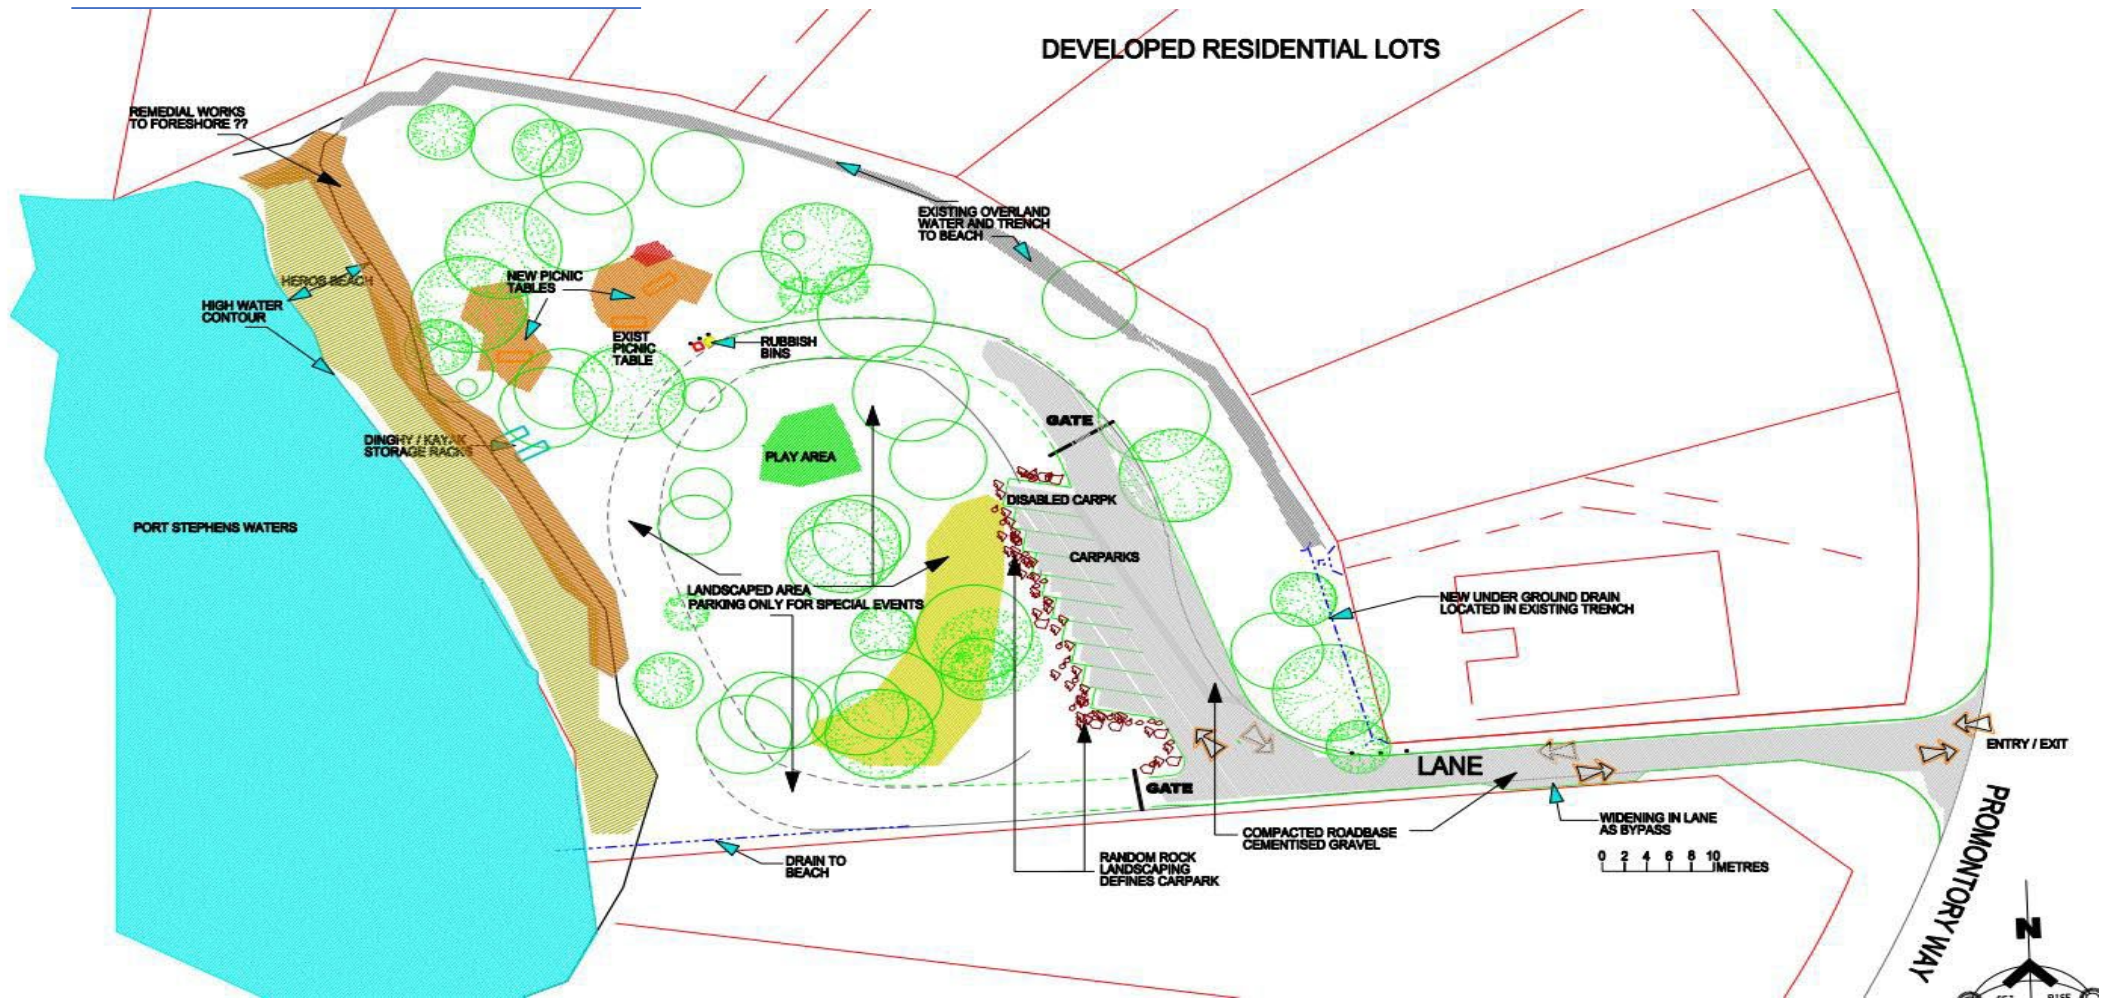 DEVELOPED RESIDENTIAL LOTS
REMEDIAL WORKS
TO FORESHORE ??
EXISTING OVERLAND
WATER AND TRENCH
TO BEACH
HEROS BEACH
NEW PICNIC
TABLES
HIGH WATER
CONTOUR
EXIST
PICNIC
TABLE
RUBBISH
BINS
GATE
DINGHY / KAYAK
STORAGE RACKS
PLAY AREA
DISABLED CARPK
PORT STEPHENS WATERS
CARPARKS
LANDSCAPED AREA
PARKING ONLY FOR SPECIAL EVENTS
NEW UNDER GROUND DRAIN
LOCATED IN EXISTING TRENCH
ENTRY / EXIT
LANE
GATE
WIDENING IN LANE
AS BYPASS
COMPACTED ROADBASE
CEMENTISED GRAVEL
DRAIN TO
BEACH
RANDOM ROCK
LANDSCAPING
DEFINES CARPARK
0 2 4 6 8 10
METRES
PROMONTORY WAY
N